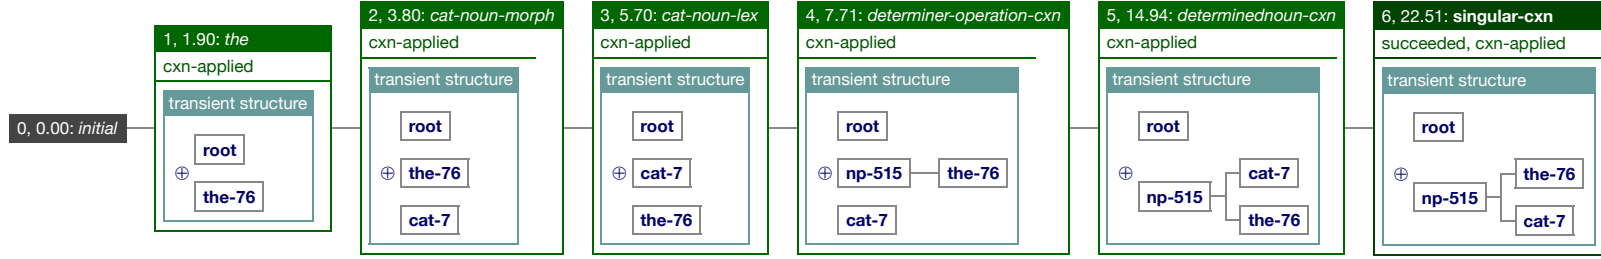 0, 0.00: initial
1, 1.90: the
cxn-applied
transient structure
root
the-76
2, 3.80: cat-noun-morph
cxn-applied
transient structure
root
the-76
cat-7
3, 5.70: cat-noun-lex
cxn-applied
transient structure
root
cat-7
the-76
4, 7.71: determiner-operation-cxn
cxn-applied
transient structure
root
np-515 the-76
cat-7
5, 14.94: determinednoun-cxn
cxn-applied
transient structure
root
cat-7
np-515
the-76
6, 22.51: singular-cxn
succeeded, cxn-applied
transient structure
root
the-76
np-515
cat-7